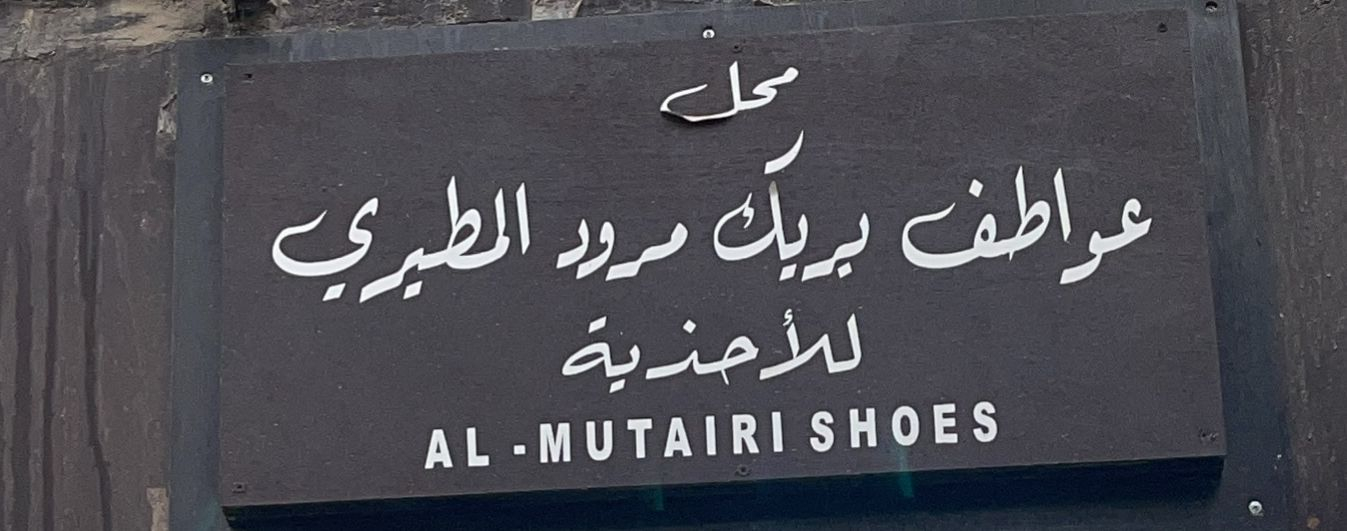 محل
عواطف بريك مرود المطيري
للأحذية
AL-MUTAIRI SHOES